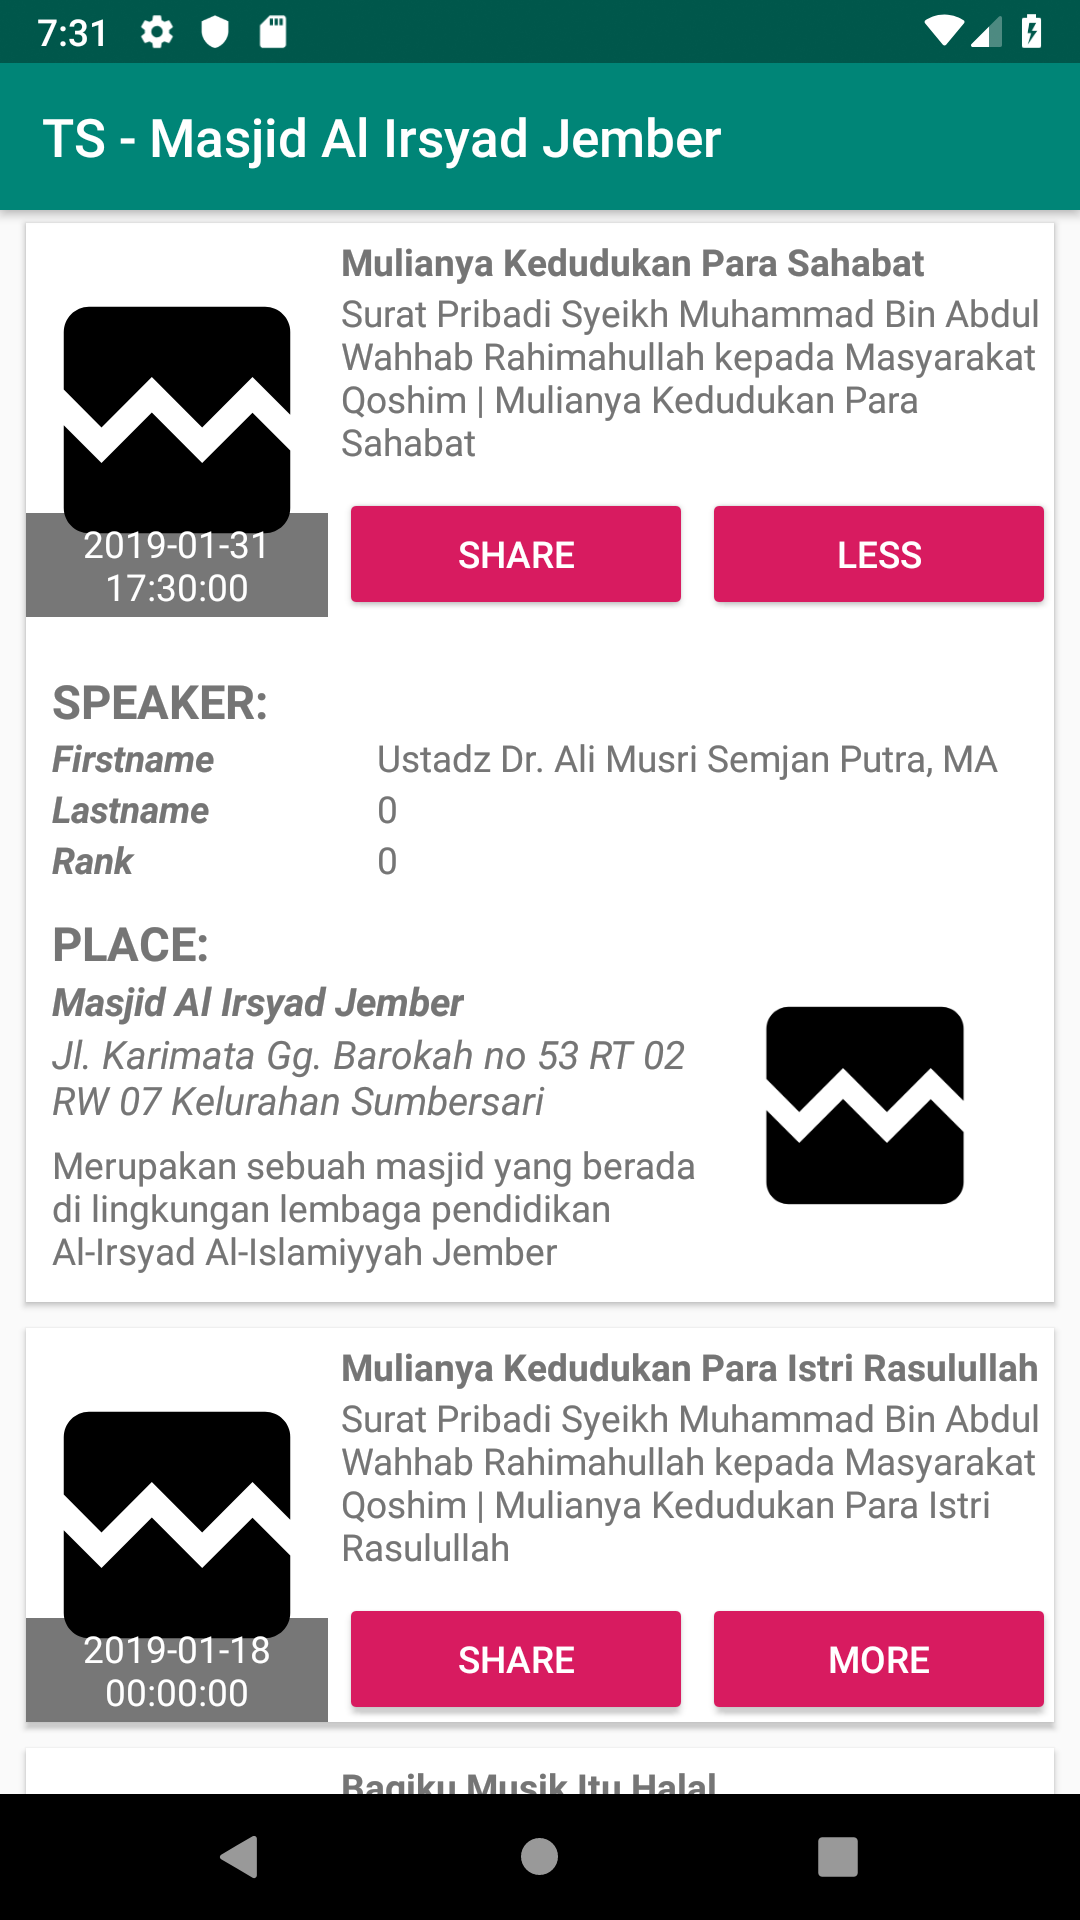 7:31
TS - Masjid Al Irsyad Jember
Mulianya Kedudukan Para Sahabat
Surat Pribadi Syeikh Muhammad Bin Abdul
Wahhab Rahimahullah kepada Masyarakat
Qoshim | Mulianya Kedudukan Para
Sahabat
2019-01-31
17:30:00
SHARE
LESS
SPEAKER:
Firstname
Ustadz Dr. Ali Musri Semjan Putra, MA
Lastname
0
Rank
0
PLACE:
Masjid Al Irsyad Jember
Jl. Karimata Gg. Barokah no 53 RT 02
RW 07 Kelurahan Sumbersari
Merupakan sebuah masjid yang berada
di lingkungan lembaga pendidikan
Al-Irsyad Al-Islamiyyah Jember
Mulianya Kedudukan Para Istri Rasulullah
Surat Pribadi Syeikh Muhammad Bin Abdul
Wahhab Rahimahullah kepada Masyarakat
Qoshim | Mulianya Kedudukan Para Istri
Rasulullah
2019-01-18
00:00:00
SHARE
MORE
Bagiku Musik Itu Halal